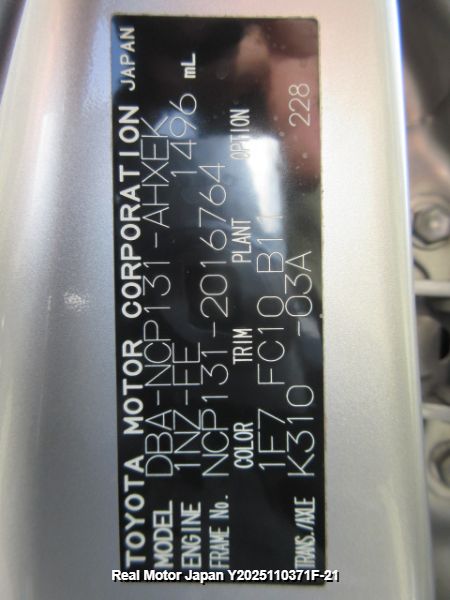 TOYOTA MOTOR CORPORATION JAPAN
MODEL DBA-NCP131-AHXEK
ENGINE 1NZ-FE 1496 mL
FRAME No. NCP131-2016764
COLOR TRIM PLANT OPTION
1F7 FC10 B11 228
TRANS./AXLE K310 -03A
Real Motor Japan Y2025110371F-21